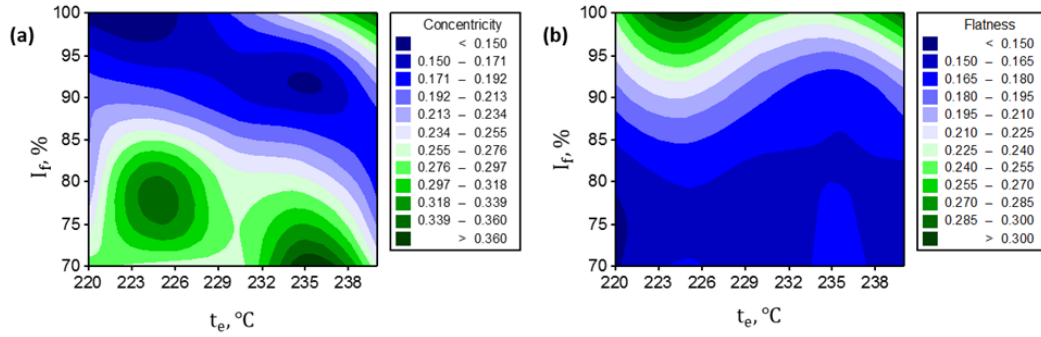 (a)
Concentricity
< 0.150
0.150 – 0.171
0.171 – 0.192
0.192 – 0.213
0.213 – 0.234
0.234 – 0.255
0.255 – 0.276
0.276 – 0.297
0.297 – 0.318
0.318 – 0.339
0.339 – 0.360
> 0.360
100
95
90
85
80
75
70
I_f, %
220 223 226 229 232 235 238
t_e, °C
(b)
Flatness
< 0.150
0.150 – 0.165
0.165 – 0.180
0.180 – 0.195
0.195 – 0.210
0.210 – 0.225
0.225 – 0.240
0.240 – 0.255
0.255 – 0.270
0.270 – 0.285
0.285 – 0.300
> 0.300
100
95
90
85
80
75
70
I_f, %
220 223 226 229 232 235 238
t_e, °C